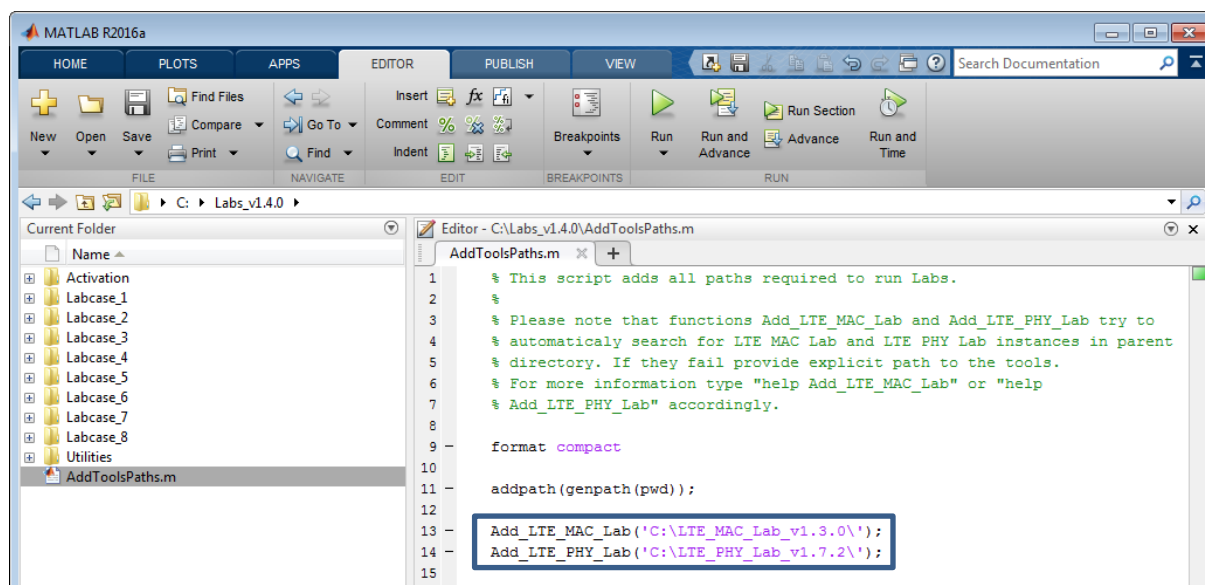 MATLAB R2016a
HOME PLOTS APPS EDITOR PUBLISH VIEW Search Documentation
New Open Save Find Files Compare Print
FILE
Go To Find
NAVIGATE
Insert fx fi
Comment % %
Indent
EDIT
Breakpoints
BREAKPOINTS
Run Run and Advance Run Section Advance Run and Time
RUN
C: Labs_v1.4.0
Current Folder
Name
Activation
Labcase_1
Labcase_2
Labcase_3
Labcase_4
Labcase_5
Labcase_6
Labcase_7
Labcase_8
Utilities
AddToolsPaths.m
Editor - C:\Labs_v1.4.0\AddToolsPaths.m
AddToolsPaths.m +
1 % This script adds all paths required to run Labs.
2 %
3 % Please note that functions Add_LTE_MAC_Lab and Add_LTE_PHY_Lab try to
4 % automaticaly search for LTE MAC Lab and LTE PHY Lab instances in parent
5 % directory. If they fail provide explicit path to the tools.
6 % For more information type "help Add_LTE_MAC_Lab" or "help
7 % Add_LTE_PHY_Lab" accordingly.
8
9 – format compact
10
11 – addpath(genpath(pwd));
12
13 – Add_LTE_MAC_Lab('C:\LTE_MAC_Lab_v1.3.0\');
14 – Add_LTE_PHY_Lab('C:\LTE_PHY_Lab_v1.7.2\');
15